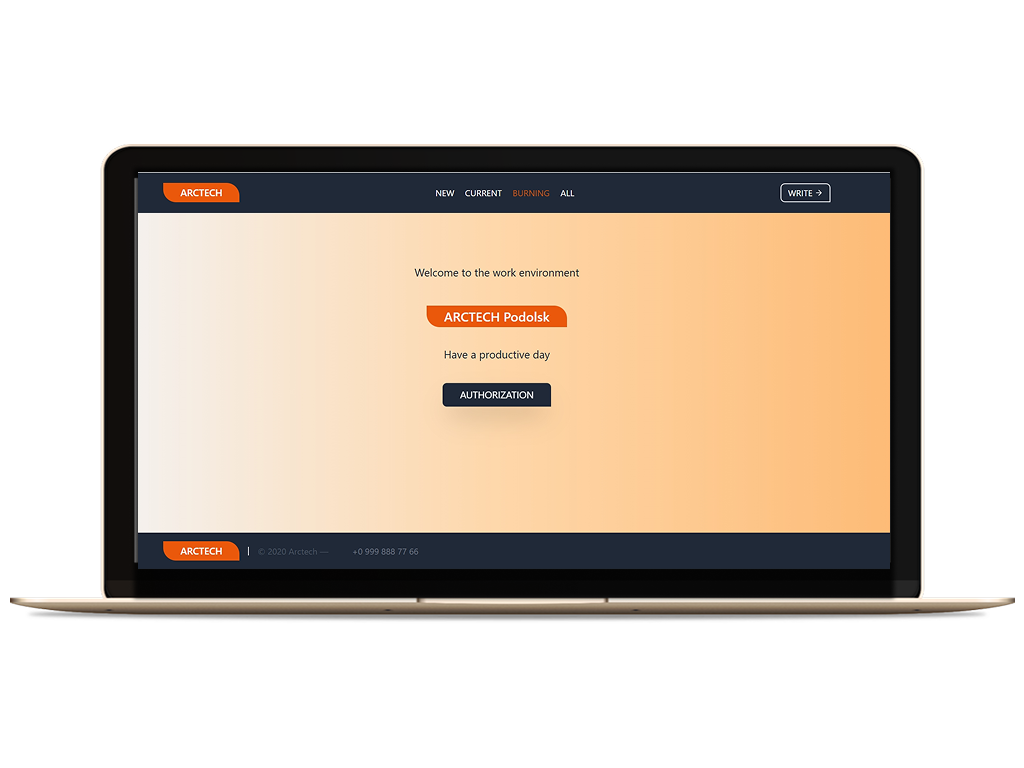 ARCTECH NEW CURRENT BURNING ALL WRITE →
Welcome to the work environment
ARCTECH Podolsk
Have a productive day
AUTHORIZATION
ARCTECH | © 2020 Arctech — +0 999 888 77 66